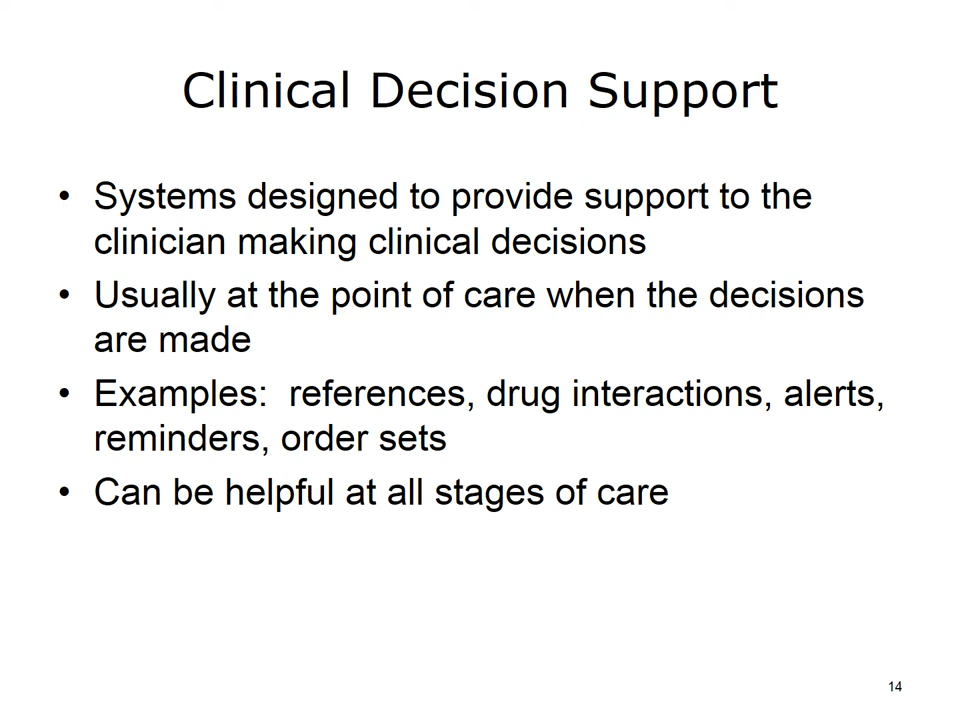 Clinical Decision Support
• Systems designed to provide support to the
clinician making clinical decisions
• Usually at the point of care when the decisions
are made
• Examples:  references, drug interactions, alerts,
reminders, order sets
• Can be helpful at all stages of care
14